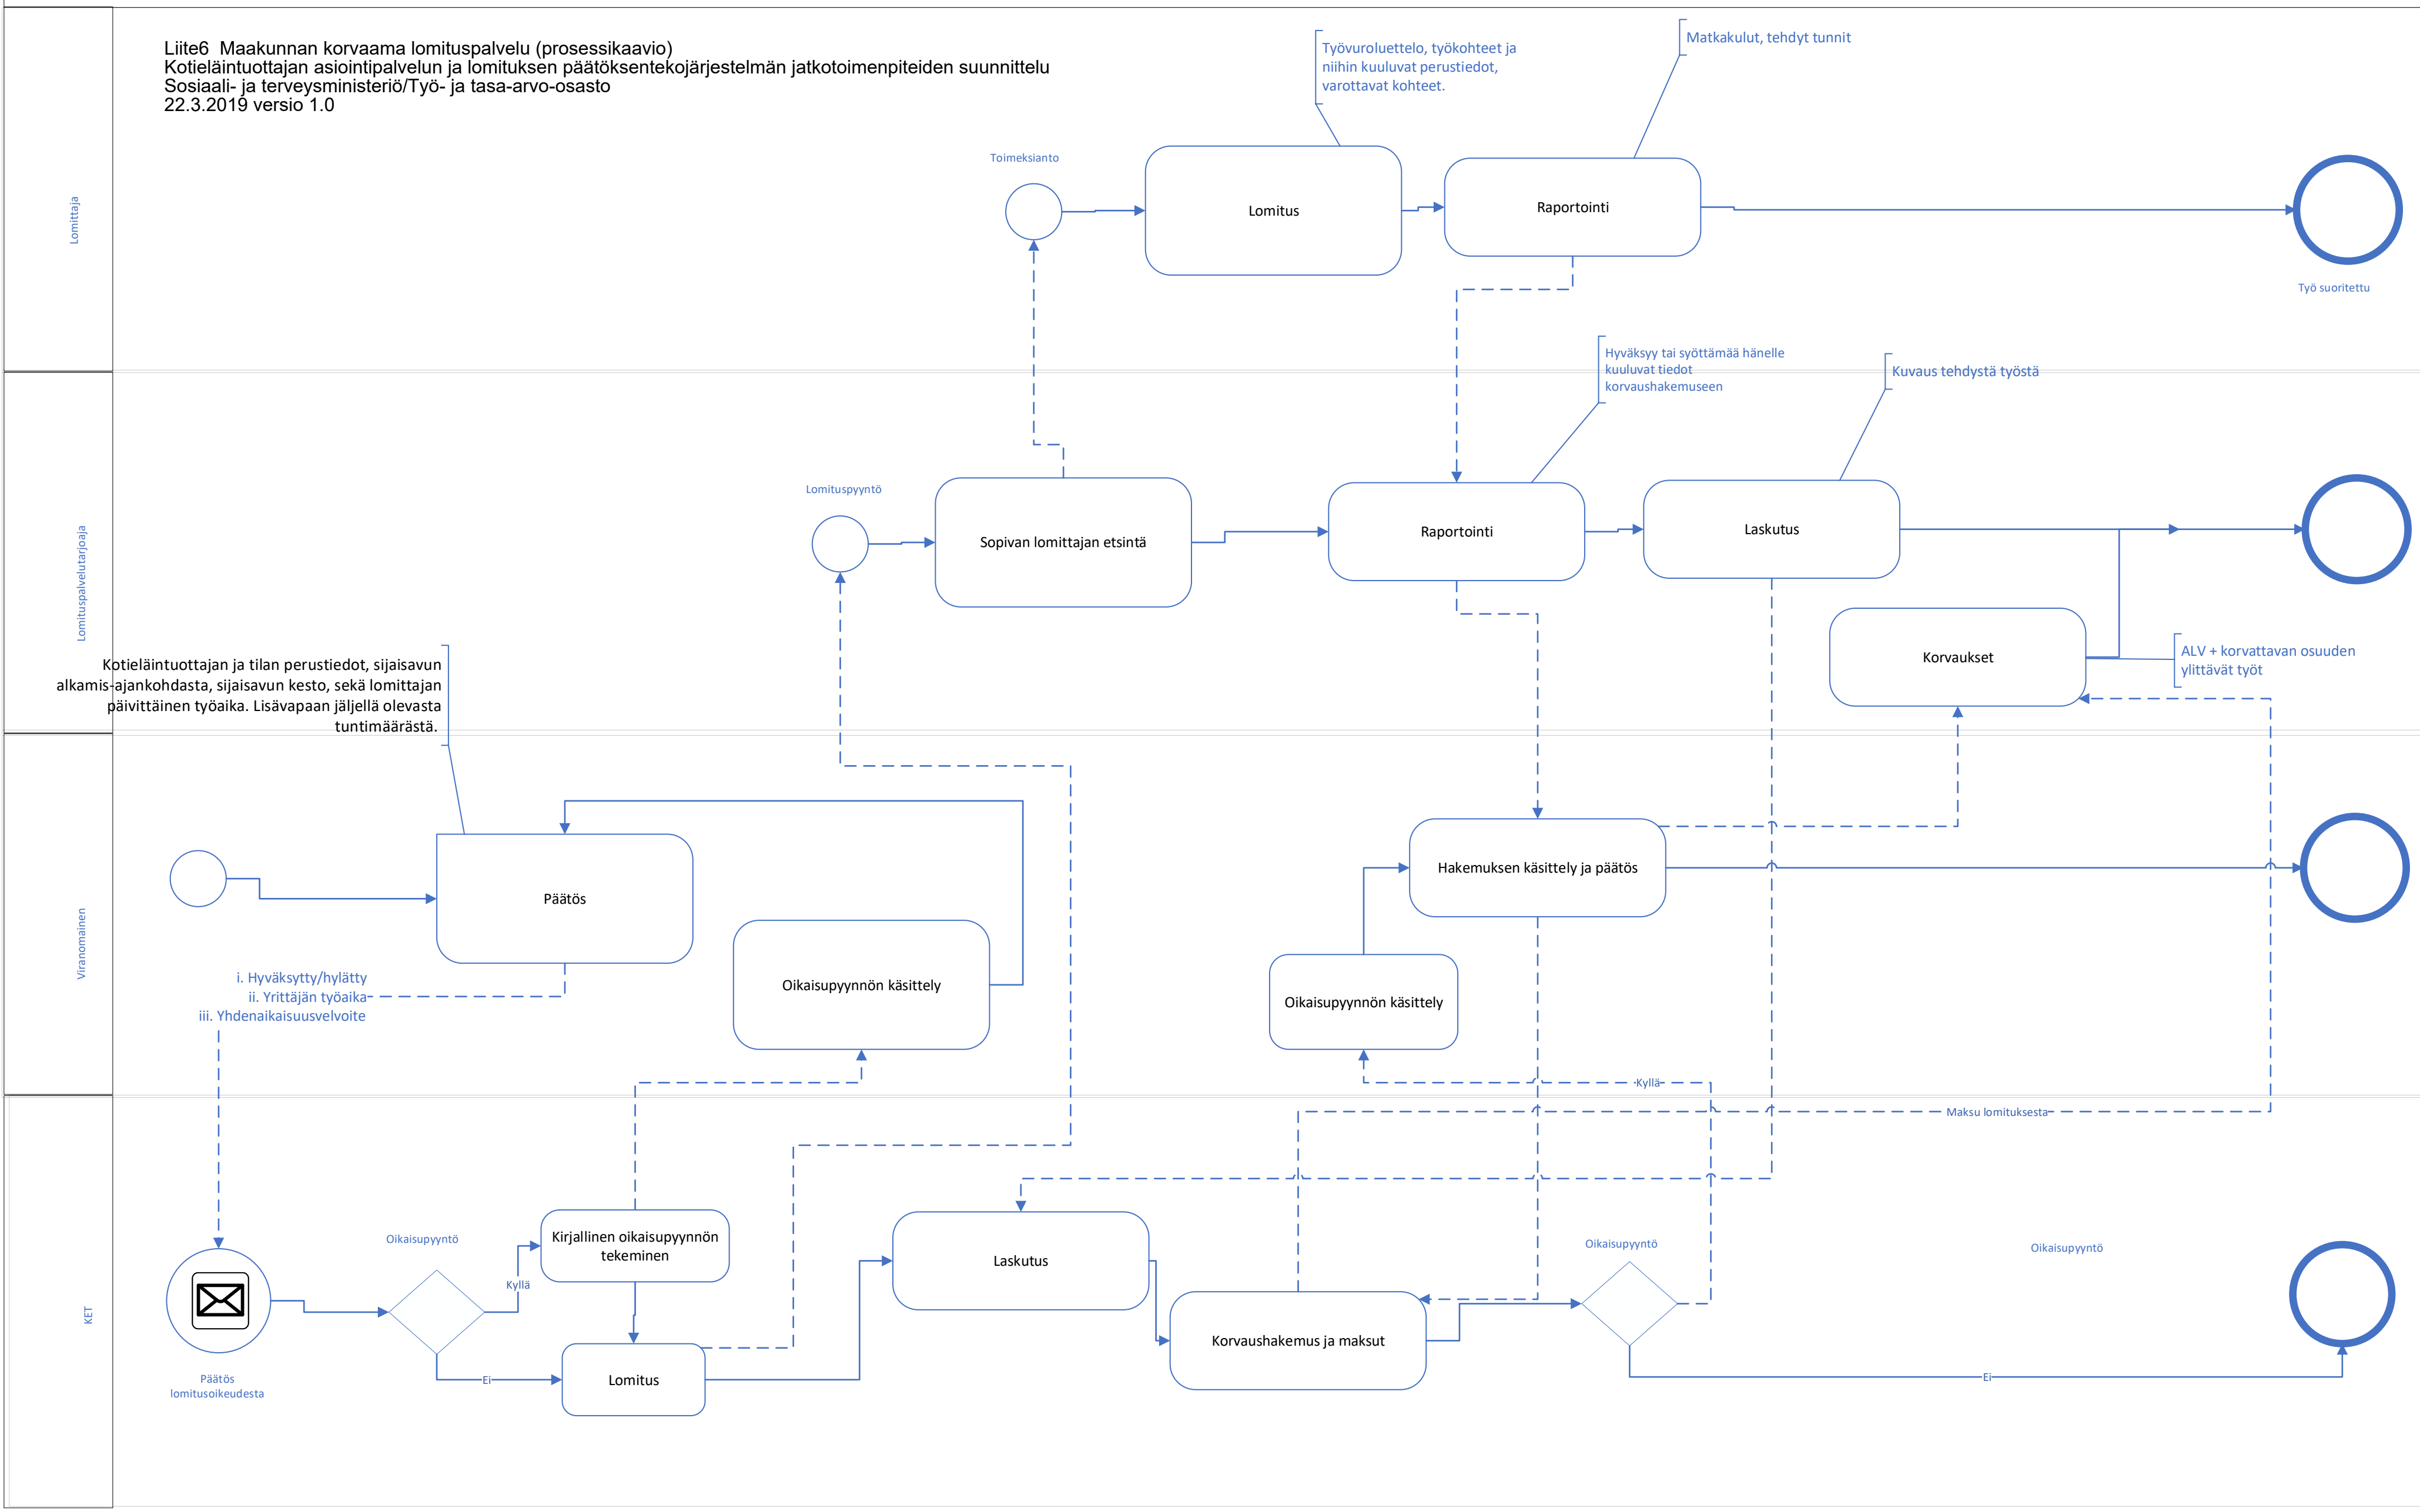 Liite6  Maakunnan korvaama lomituspalvelu (prosessikaavio)
Kotieläintuottajan asiointipalvelun ja lomituksen päätöksentekojärjestelmän jatkotoimenpiteiden suunnittelu
Sosiaali- ja terveysministeriö/Työ- ja tasa-arvo-osasto
22.3.2019 versio 1.0
Lomittaja
Toimeksianto
Työvuroluettelo, työkohteet ja
niihin kuuluvat perustiedot,
varottavat kohteet.
Lomitus
Matkakulut, tehdyt tunnit
Raportointi
Työ suoritettu
Lomituspalvelutarjoaja
Lomituspyyntö
Sopivan lomittajan etsintä
Hyväksyy tai syöttämää hänelle
kuuluvat tiedot
korvaushakemuseen
Raportointi
Kuvaus tehdystä työstä
Laskutus
Korvaukset
ALV + korvattavan osuuden
ylittävät työt
Kotieläintuottajan ja tilan perustiedot, sijaisavun
alkamis-ajankohdasta, sijaisavun kesto, sekä lomittajan
päivittäinen työaika. Lisävapaan jäljellä olevasta
tuntimäärästä.
Viranomainen
Päätös
i. Hyväksytty/hylätty
ii. Yrittäjän työaika
iii. Yhdenaikaisuusvelvoite
Oikaisupyynnön käsittely
Hakemuksen käsittely ja päätös
Oikaisupyynnön käsittely
Kyllä
Maksu lomituksesta
KET
Päätös
lomitusoikeudesta
Oikaisupyyntö
Kyllä
Ei
Kirjallinen oikaisupyynnön
tekeminen
Lomitus
Laskutus
Korvaushakemus ja maksut
Oikaisupyyntö
Oikaisupyyntö
Ei